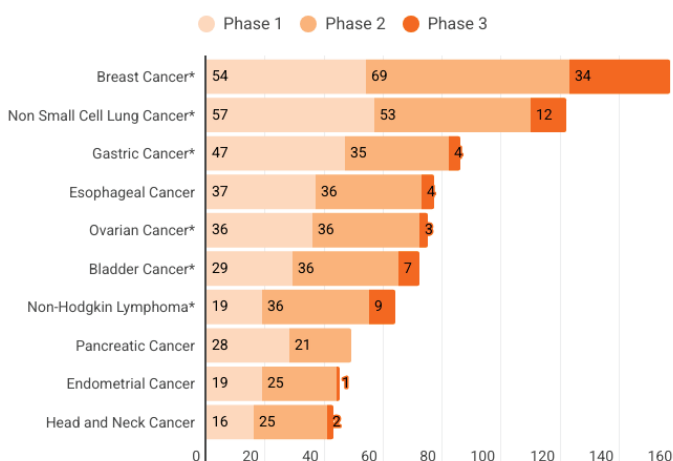 Phase 1 Phase 2 Phase 3
Breast Cancer* 54 69 34
Non Small Cell Lung Cancer* 57 53 12
Gastric Cancer* 47 35 4
Esophageal Cancer 37 36 4
Ovarian Cancer* 36 36 3
Bladder Cancer* 29 36 7
Non-Hodgkin Lymphoma* 19 36 9
Pancreatic Cancer 28 21
Endometrial Cancer 19 25 1
Head and Neck Cancer 16 25 2
0 20 40 60 80 100 120 140 160